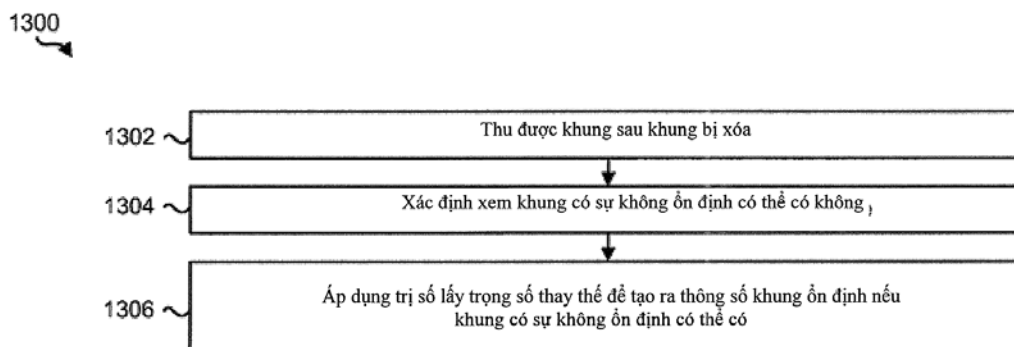 1300
1302 Thu được khung sau khung bị xóa
1304 Xác định xem khung có sự không ổn định có thể có không
1306 Áp dụng trị số lấy trọng số thay thế để tạo ra thông số khung ổn định nếu
khung có sự không ổn định có thể có